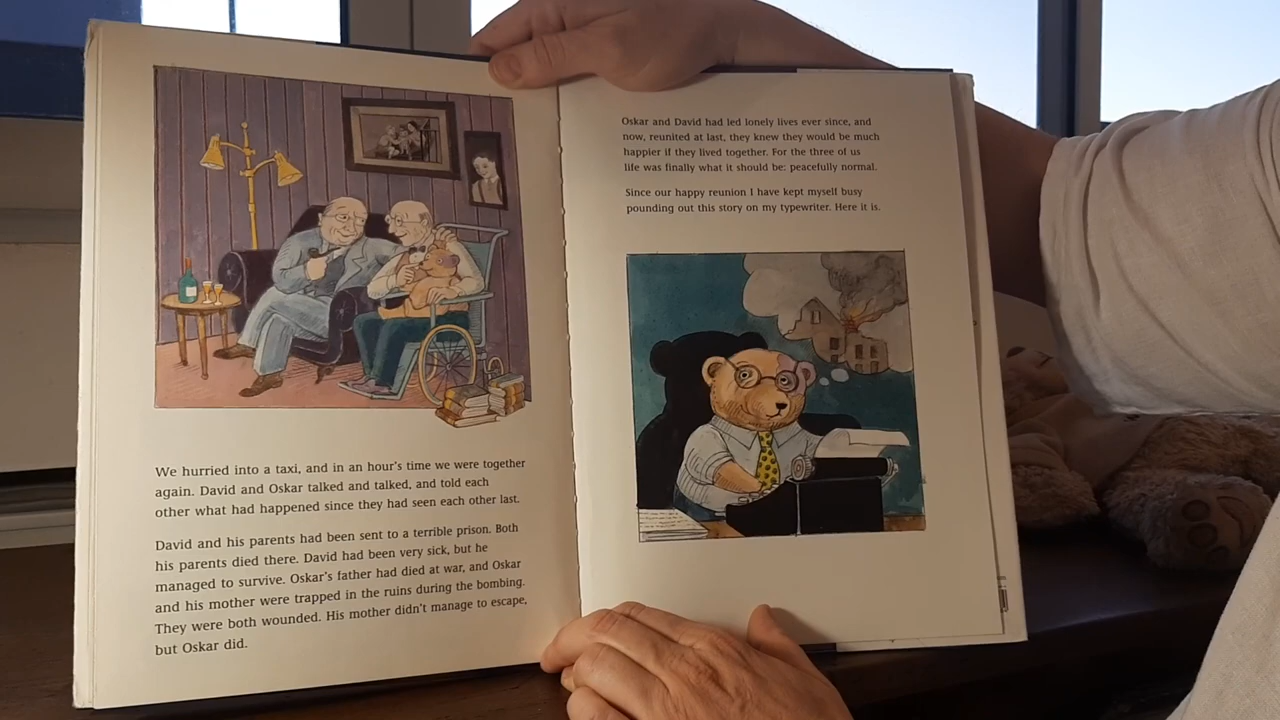 We hurried into a taxi, and in an hour's time we were together
again. David and Oskar talked and talked, and told each
other what had happened since they had seen each other last.
David and his parents had been sent to a terrible prison. Both
his parents died there. David had been very sick, but he
managed to survive. Oskar's father had died at war, and Oskar
and his mother were trapped in the ruins during the bombing.
They were both wounded. His mother didn't manage to escape,
but Oskar did.
Oskar and David had led lonely lives ever since, and
now, reunited at last, they knew they would be much
happier if they lived together. For the three of us
life was finally what it should be: peacefully normal.
Since our happy reunion I have kept myself busy
pounding out this story on my typewriter. Here it is.